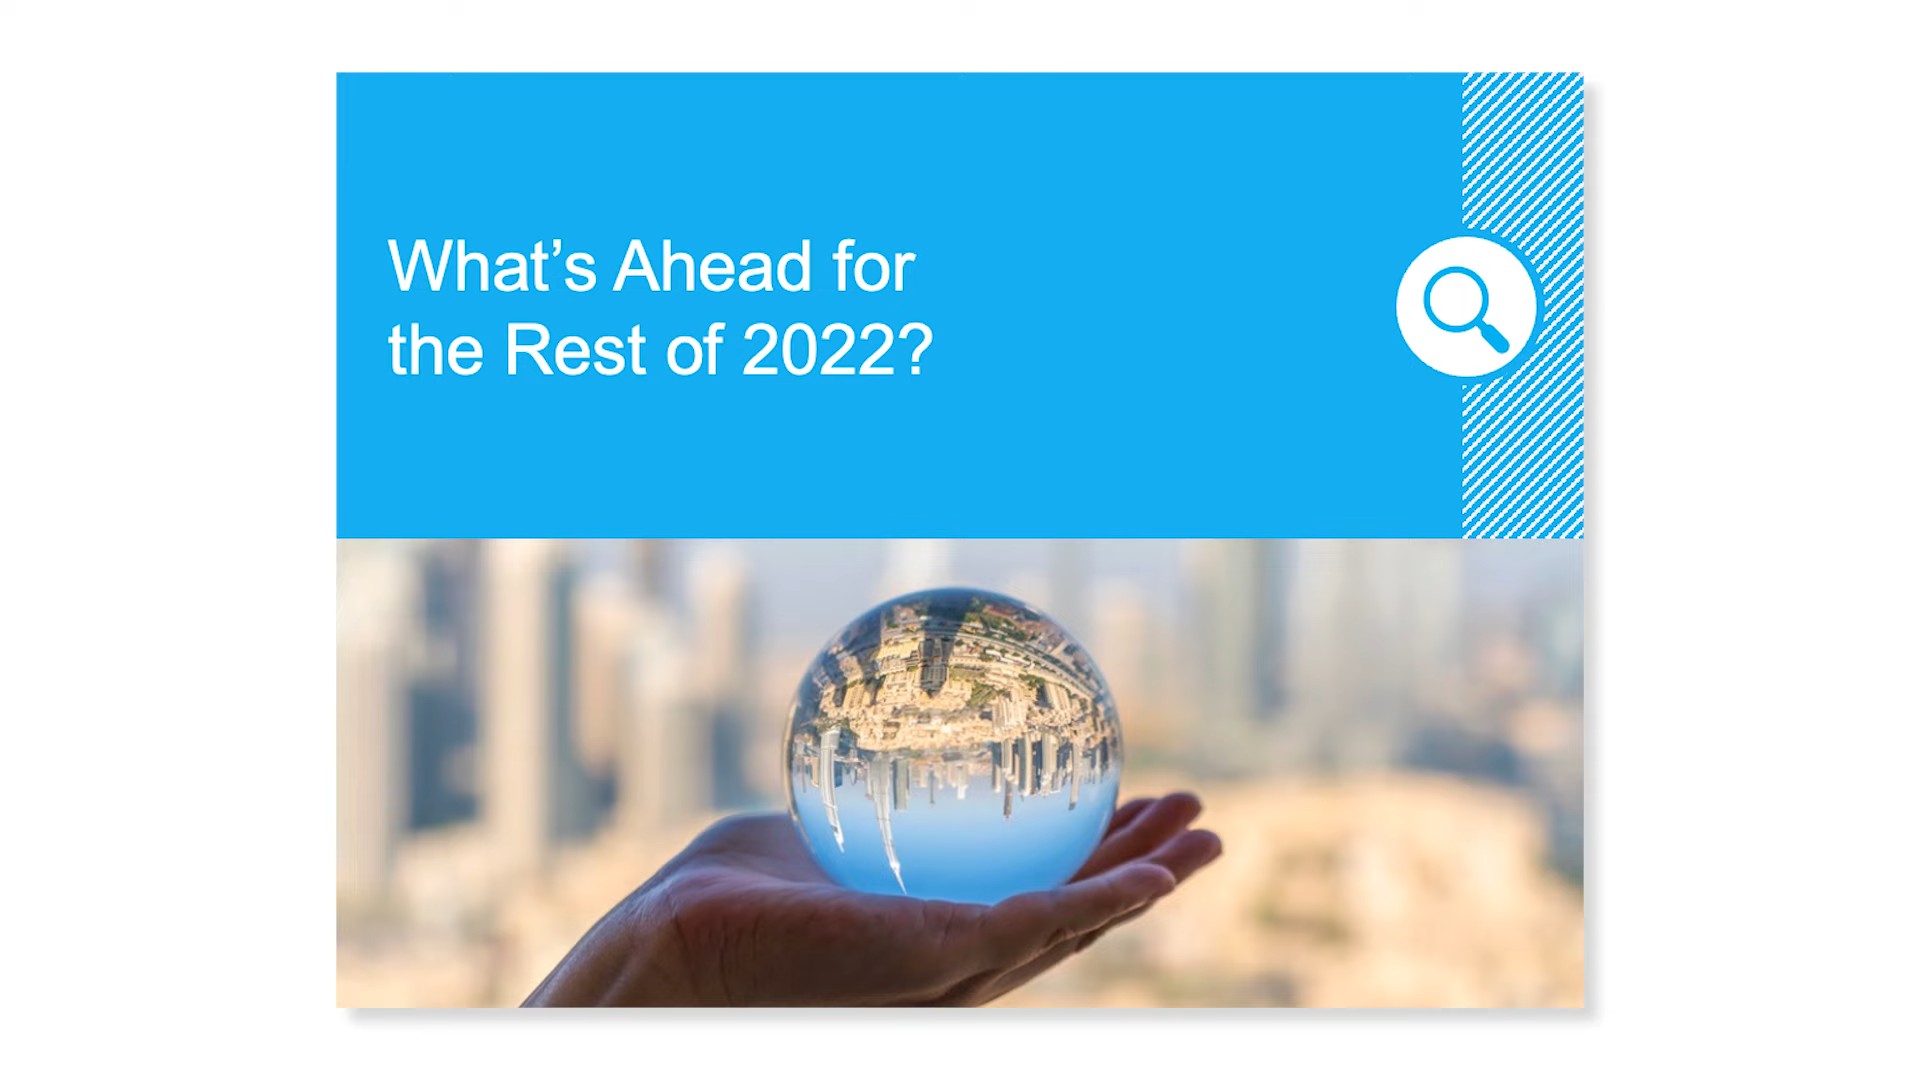 What’s Ahead for
the Rest of 2022?